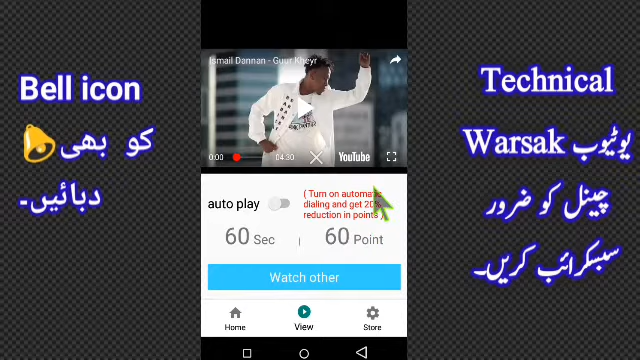 Bell icon
کو بھی
دبائیں۔
Ismail Dannan - Guur Kheyr
0:00
04:30
YouTube
auto play
( Turn on automatic
dialing and get 20%
reduction in points )
60 Sec
60 Point
Watch other
Home
View
Store
Technical
یوٹیوب Warsak
چینل کو ضرور
سبسکرائب کریں۔